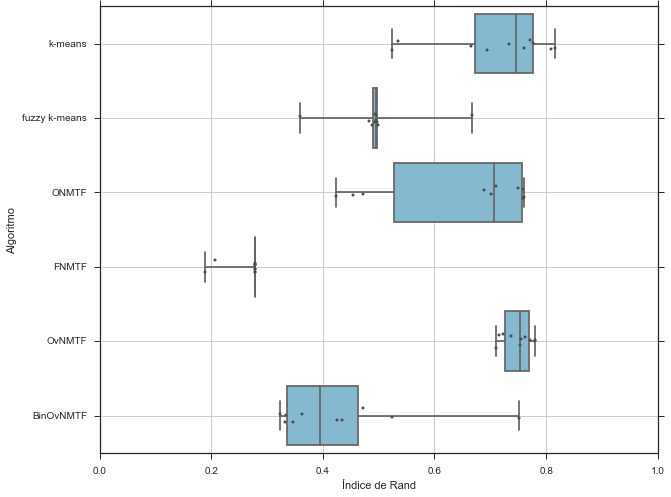 k-means
fuzzy k-means
ONMTF
FNMTF
OvNMTF
BinOvNMTF
Algoritmo
0.0 0.2 0.4 0.6 0.8 1.0
Índice de Rand